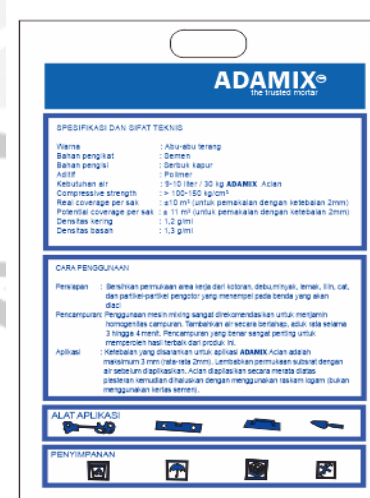 ADAMIX
the trusted mortar
SPESIFIKASI DAN SIFAT TEKNIS
Warna : Abu-abu terang
Bahan pengikat : Semen
Bahan pengisi : Serbuk kapur
Aditif : Polimer
Kebutuhan air : 9-10 liter / 30 kg ADAMIX Acian
Compressive strength : > 100-150 kg/cm²
Real coverage per sak : ±10 m² (untuk pemakaian dengan ketebalan 2mm)
Potential coverage per sak : ± 11 m² (untuk pemakaian dengan ketebalan 2mm)
Densitas kering : 1,2 g/ml
Densitas basah : 1,3 g/ml
CARA PENGGUNAAN
Persiapan : Bersihkan permukaan area kerja dari kotoran, debu,minyak, lemak, lilin, cat,
dan partikel-partikel pengotor yang menempel pada benda yang akan
diaci
Pencampuran: Penggunaan mesin mixing sangat direkomendasikan untuk menjamin
homogenitas campuran. Tambahkan air secara bertahap, aduk rata selama
3 hingga 4 menit. Pencampuran yang benar sangat penting untuk
memperoleh hasil terbaik dari produk ini.
Aplikasi : Ketebalan yang disarankan untuk aplikasi ADAMIX Acian adalah
maksimum 3 mm (rata-rata 2mm). Lembabkan permukaan substrat dengan
air sebelum diaplikasikan. Acian diaplikasikan secara merata diatas
plesteran kemudian dihaluskan dengan menggunakan raskam logam (bukan
menggunakan kertas semen).
ALAT APLIKASI
PENYIMPANAN